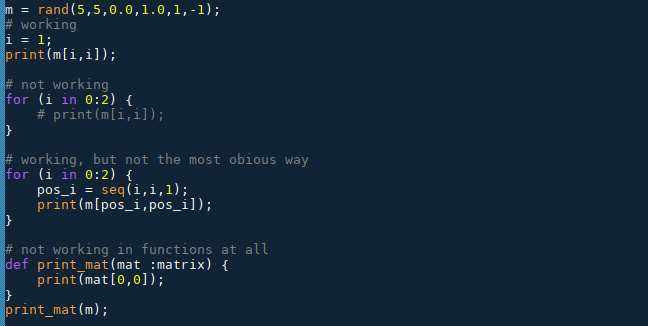 m = rand(5,5,0.0,1.0,1,-1);
# working
i = 1;
print(m[i,i]);
# not working
for (i in 0:2) {
# print(m[i,i]);
}
# working, but not the most obious way
for (i in 0:2) {
pos_i = seq(i,i,1);
print(m[pos_i,pos_i]);
}
# not working in functions at all
def print_mat(mat :matrix) {
print(mat[0,0]);
}
print_mat(m);